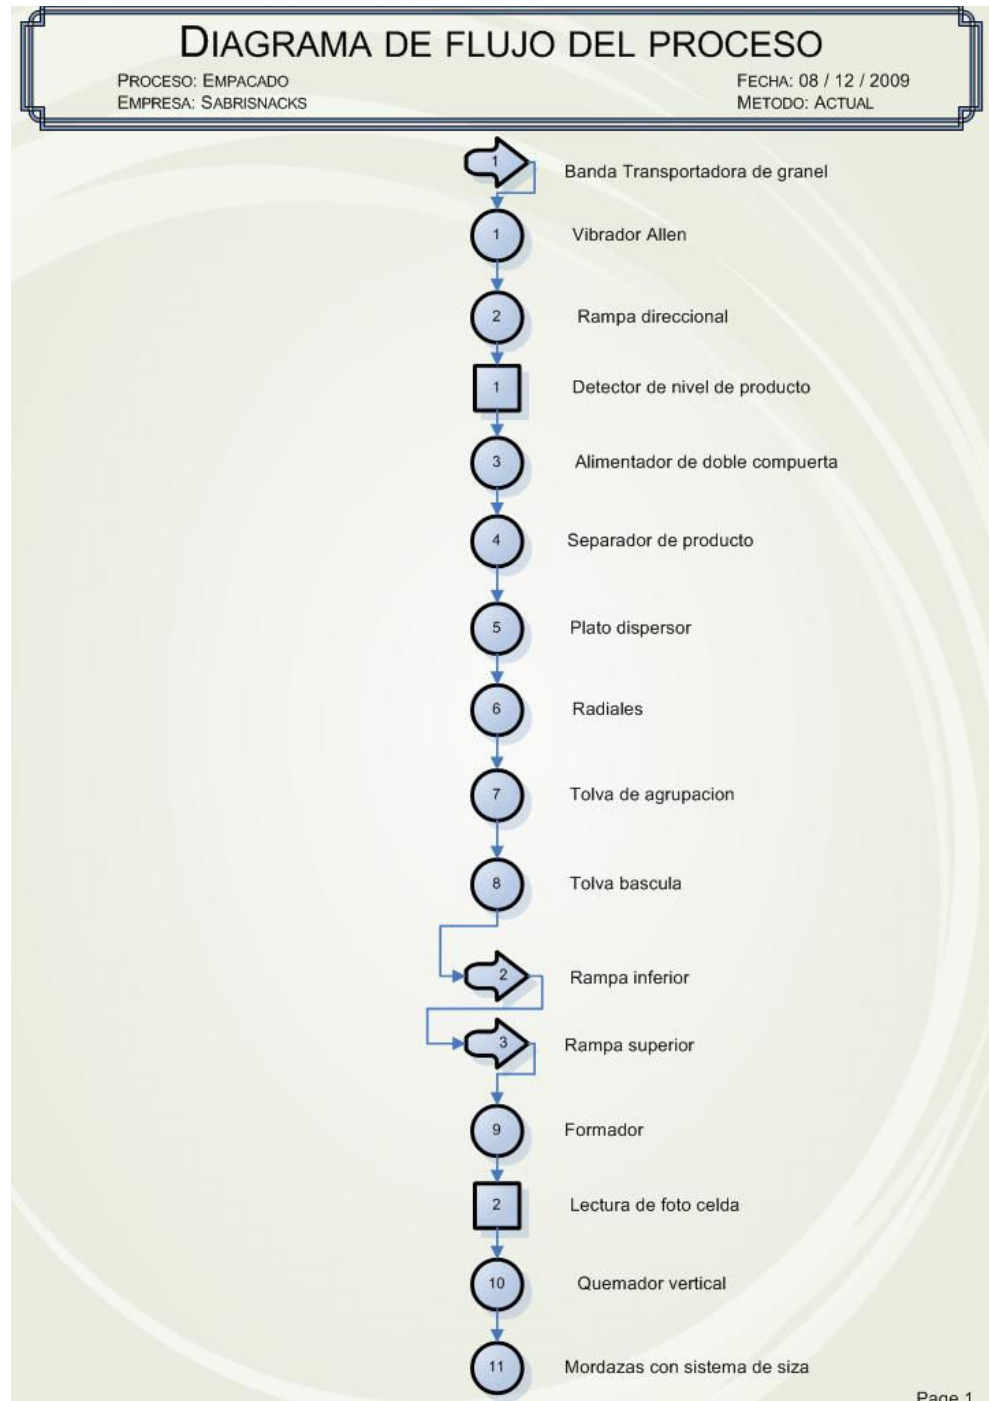 DIAGRAMA DE FLUJO DEL PROCESO
PROCESO: EMPACADO
FECHA: 08 / 12 / 2009
EMPRESA: SABRISNACKS
METODO: ACTUAL
1 Banda Transportadora de granel
1 Vibrador Allen
2 Rampa direccional
1 Detector de nivel de producto
3 Alimentador de doble compuerta
4 Separador de producto
5 Plato dispersor
6 Radiales
7 Tolva de agrupacion
8 Tolva bascula
2 Rampa inferior
3 Rampa superior
9 Formador
2 Lectura de foto celda
10 Quemador vertical
11 Mordazas con sistema de siza
Page 1